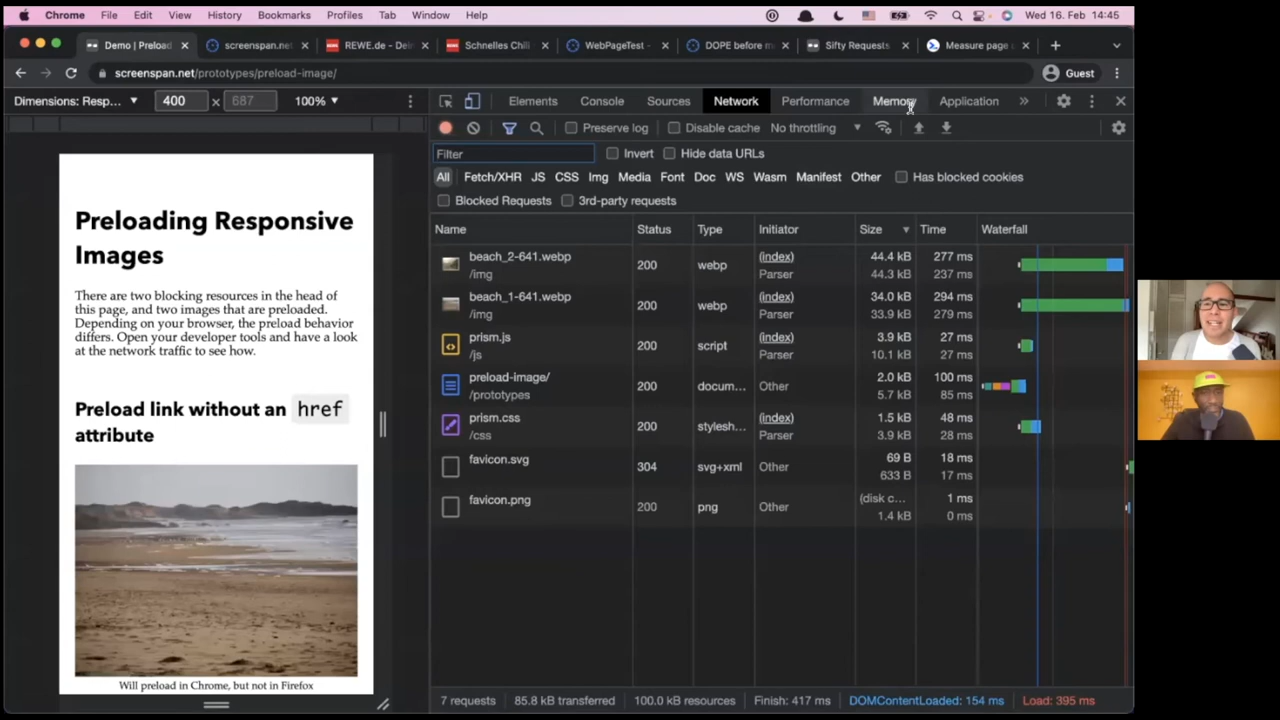 Chrome File Edit View History Bookmarks Profiles Tab Window Help Wed 16. Feb 14:45
Demo | Preload screenspan.net REWE.de - Schnelles Chili WebPageTest - DOPE before Sifty Requests Measure page
screenspan.net/prototypes/preload-image/ Guest
Dimensions: Resp... 400 × 687 100%
Elements Console Sources Network Performance Memory Application »
Preserve log Disable cache No throttling
Filter Invert Hide data URLs
All Fetch/XHR JS CSS Img Media Font Doc WS Wasm Manifest Other Has blocked cookies
Blocked Requests 3rd-party requests
Preloading Responsive
Images
There are two blocking resources in the head of
this page, and two images that are preloaded.
Depending on your browser, the preload behavior
differs. Open your developer tools and have a look
at the network traffic to see how.
Preload link without an href
attribute
Will preload in Chrome, but not in Firefox
Name Status Type Initiator Size Time Waterfall
beach_2-641.webp 200 webp (index) 44.4 kB 277 ms
/img Parser 44.3 kB 237 ms
beach_1-641.webp 200 webp (index) 34.0 kB 294 ms
/img Parser 33.9 kB 279 ms
prism.js 200 script (index) 3.9 kB 27 ms
/js Parser 10.1 kB 27 ms
preload-image/ 200 docum... Other 2.0 kB 100 ms
/prototypes 5.7 kB 85 ms
prism.css 200 stylesh... (index) 1.5 kB 48 ms
/css Parser 3.9 kB 28 ms
favicon.svg 304 svg+xml Other 69 B 18 ms
633 B 17 ms
favicon.png 200 png Other (disk c... 1 ms
1.4 kB 0 ms
7 requests 85.8 kB transferred 100.0 kB resources Finish: 417 ms DOMContentLoaded: 154 ms Load: 395 ms